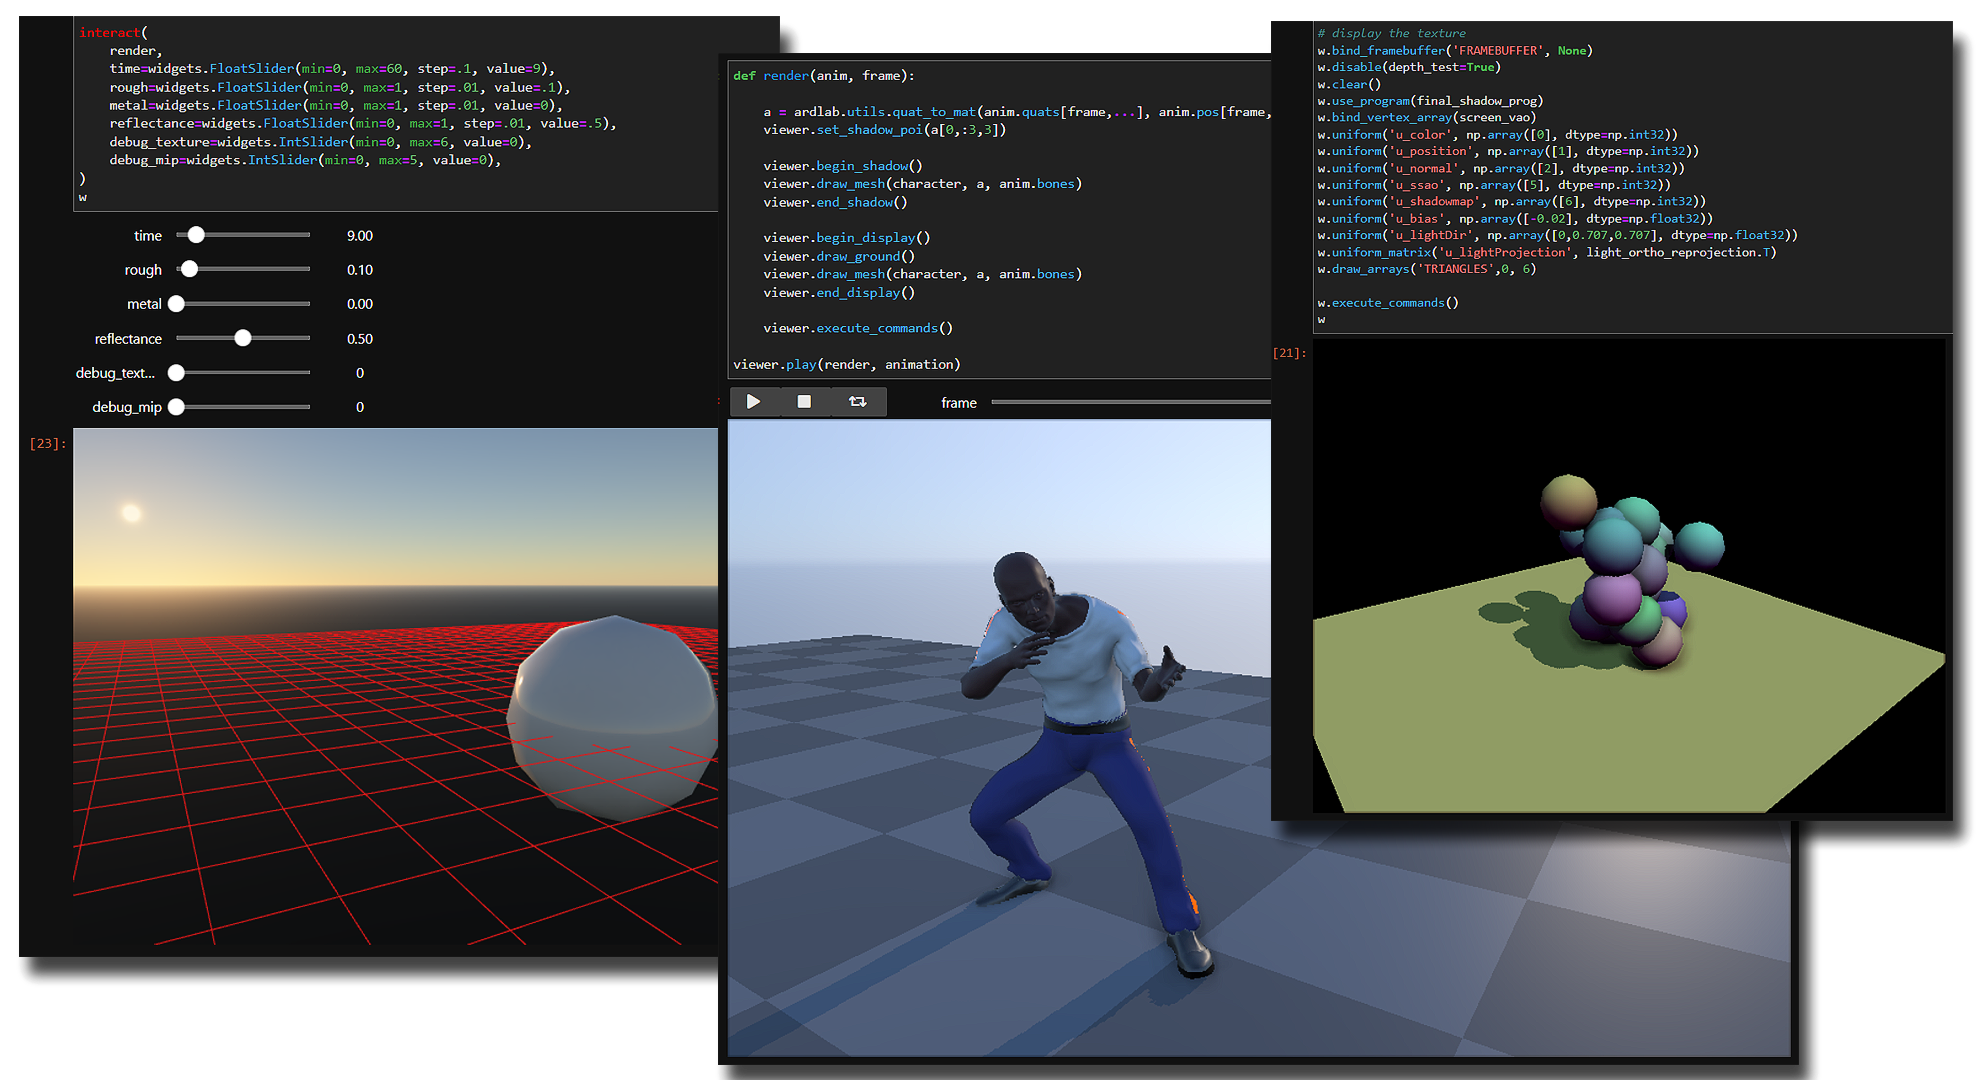 interact(
    render,
    time=widgets.FloatSlider(min=0, max=60, step=.1, value=9),
    rough=widgets.FloatSlider(min=0, max=1, step=.01, value=.1),
    metal=widgets.FloatSlider(min=0, max=1, step=.01, value=0),
    reflectance=widgets.FloatSlider(min=0, max=1, step=.01, value=.5),
    debug_texture=widgets.IntSlider(min=0, max=6, value=0),
    debug_mip=widgets.IntSlider(min=0, max=5, value=0),
)
w
time 9.00
rough 0.10
metal 0.00
reflectance 0.50
debug_text... 0
debug_mip 0
[23]:
def render(anim, frame):
    a = ardlab.utils.quat_to_mat(anim.quats[frame,...], anim.pos[frame,
    viewer.set_shadow_poi(a[0,:3,3])
    viewer.begin_shadow()
    viewer.draw_mesh(character, a, anim.bones)
    viewer.end_shadow()
    viewer.begin_display()
    viewer.draw_ground()
    viewer.draw_mesh(character, a, anim.bones)
    viewer.end_display()
    viewer.execute_commands()
viewer.play(render, animation)
frame
# display the texture
w.bind_framebuffer('FRAMEBUFFER', None)
w.disable(depth_test=True)
w.clear()
w.use_program(final_shadow_prog)
w.bind_vertex_array(screen_vao)
w.uniform('u_color', np.array([0], dtype=np.int32))
w.uniform('u_position', np.array([1], dtype=np.int32))
w.uniform('u_normal', np.array([2], dtype=np.int32))
w.uniform('u_ssao', np.array([5], dtype=np.int32))
w.uniform('u_shadowmap', np.array([6], dtype=np.int32))
w.uniform('u_bias', np.array([-0.02], dtype=np.float32))
w.uniform('u_lightDir', np.array([0,0.707,0.707], dtype=np.float32))
w.uniform_matrix('u_lightProjection', light_ortho_reprojection.T)
w.draw_arrays('TRIANGLES',0, 6)
w.execute_commands()
w
[21]: